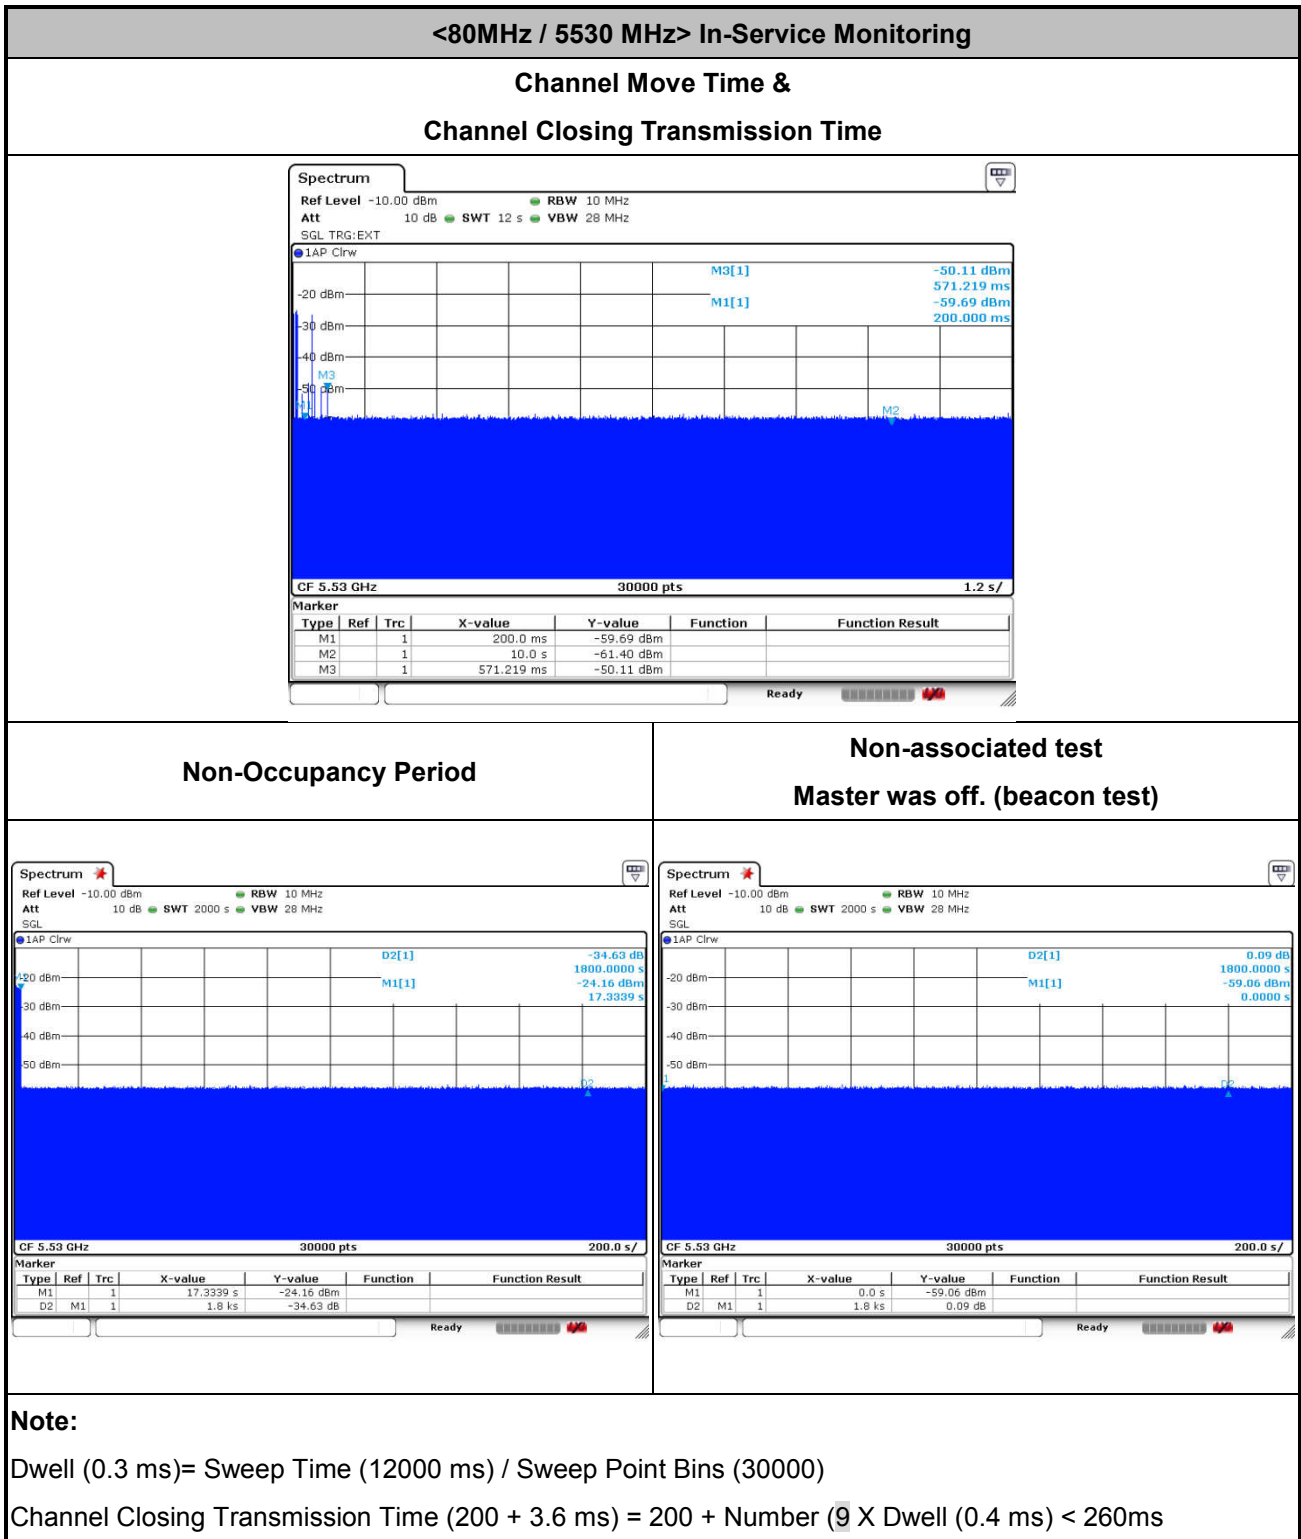 <80MHz / 5530 MHz> In-Service Monitoring
Channel Move Time &
Channel Closing Transmission Time
Spectrum
Ref Level -10.00 dBm RBW 10 MHz
Att 10 dB SWT 12 s VBW 28 MHz
SGL TRG:EXT
1AP Clrw
M3[1] -50.11 dBm
571.219 ms
-20 dBm
M1[1] -59.69 dBm
200.000 ms
-30 dBm
-40 dBm
M3
-50 dBm
M1
M2
CF 5.53 GHz 30000 pts 1.2 s/
Marker
Type Ref Trc X-value Y-value Function Function Result
M1 1 200.0 ms -59.69 dBm
M2 1 10.0 s -61.40 dBm
M3 1 571.219 ms -50.11 dBm
Ready
Non-Occupancy Period
Non-associated test
Master was off. (beacon test)
Spectrum
Ref Level -10.00 dBm RBW 10 MHz
Att 10 dB SWT 2000 s VBW 28 MHz
SGL
1AP Clrw
D2[1] -34.63 dB
1800.0000 s
-20 dBm
M1[1] -24.16 dBm
17.3339 s
-30 dBm
-40 dBm
-50 dBm
D2
CF 5.53 GHz 30000 pts 200.0 s/
Marker
Type Ref Trc X-value Y-value Function Function Result
M1 1 17.3339 s -24.16 dBm
D2 M1 1 1.8 ks -34.63 dB
Ready
Spectrum
Ref Level -10.00 dBm RBW 10 MHz
Att 10 dB SWT 2000 s VBW 28 MHz
SGL
1AP Clrw
D2[1] 0.09 dB
1800.0000 s
-20 dBm
M1[1] -59.06 dBm
0.0000 s
-30 dBm
-40 dBm
-50 dBm
1
D2
CF 5.53 GHz 30000 pts 200.0 s/
Marker
Type Ref Trc X-value Y-value Function Function Result
M1 1 0.0 s -59.06 dBm
D2 M1 1 1.8 ks 0.09 dB
Ready
Note:
Dwell (0.3 ms)= Sweep Time (12000 ms) / Sweep Point Bins (30000)
Channel Closing Transmission Time (200 + 3.6 ms) = 200 + Number (9 X Dwell (0.4 ms) < 260ms